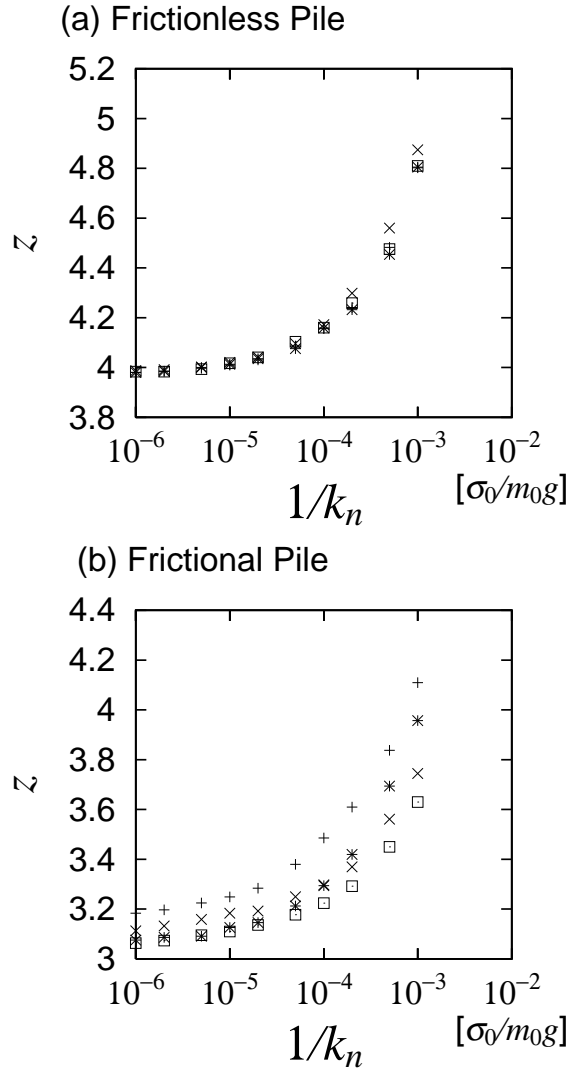 (a) Frictionless Pile
5.2
5
4.8
4.6
4.4
4.2
4
3.8
z
10⁻⁶ 10⁻⁵ 10⁻⁴ 10⁻³ 10⁻²
1/kₙ [σ₀/m₀g]
(b) Frictional Pile
4.4
4.2
4
3.8
3.6
3.4
3.2
3
z
10⁻⁶ 10⁻⁵ 10⁻⁴ 10⁻³ 10⁻²
1/kₙ [σ₀/m₀g]